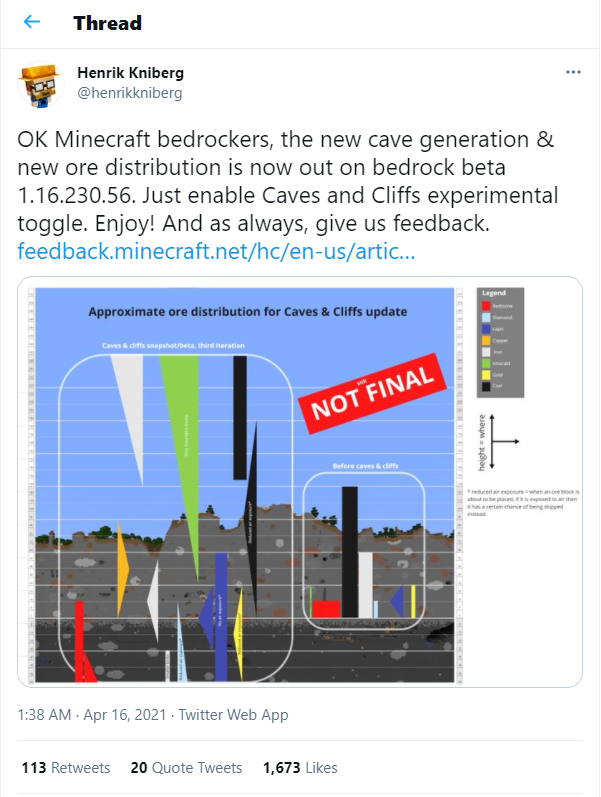 Thread
Henrik Kniberg
@henrikkniberg
OK Minecraft bedrockers, the new cave generation &
new ore distribution is now out on bedrock beta
1.16.230.56. Just enable Caves and Cliffs experimental
toggle. Enjoy! And as always, give us feedback.
feedback.minecraft.net/hc/en-us/artic...
Approximate ore distribution for Caves & Cliffs update
Caves & cliffs snapshot/beta, third iteration
NOT FINAL
Before caves & cliffs
Legend
Redstone
Diamond
Lapis
Copper
Iron
Emerald
Gold
Coal
height = where
* reduced air exposure = when an ore block is
about to be placed, if it is exposed to air then
it has a certain chance of being skipped
instead.
1:38 AM · Apr 16, 2021 · Twitter Web App
113 Retweets 20 Quote Tweets 1,673 Likes